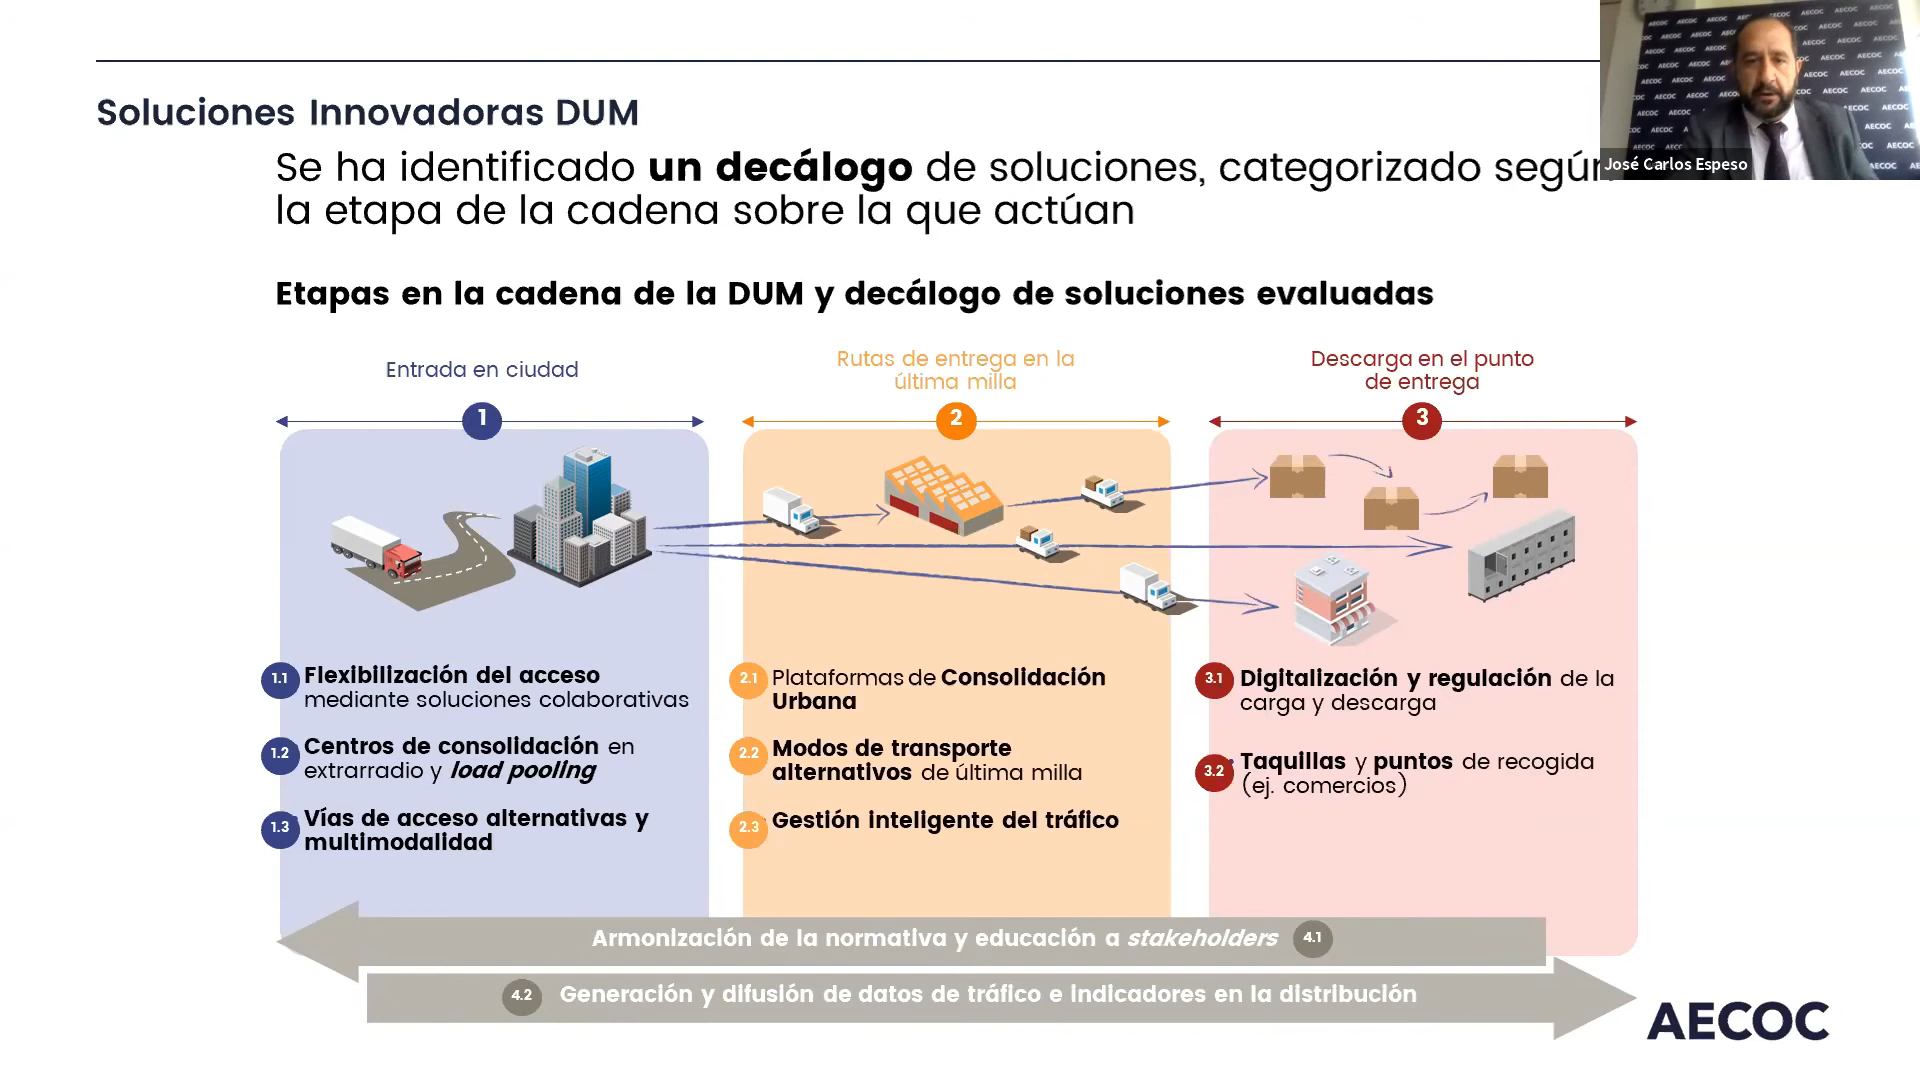 Soluciones Innovadoras DUM
Se ha identificado un decálogo de soluciones, categorizado según
la etapa de la cadena sobre la que actúan
José Carlos Espeso
Etapas en la cadena de la DUM y decálogo de soluciones evaluadas
Entrada en ciudad
1
Rutas de entrega en la
última milla
2
Descarga en el punto
de entrega
3
1.1 Flexibilización del acceso
mediante soluciones colaborativas
1.2 Centros de consolidación en
extrarradio y load pooling
1.3 Vías de acceso alternativas y
multimodalidad
2.1 Plataformas de Consolidación
Urbana
2.2 Modos de transporte
alternativos de última milla
2.3 Gestión inteligente del tráfico
3.1 Digitalización y regulación de la
carga y descarga
3.2 Taquillas y puntos de recogida
(ej. comercios)
Armonización de la normativa y educación a stakeholders 4.1
4.2 Generación y difusión de datos de tráfico e indicadores en la distribución
AECOC